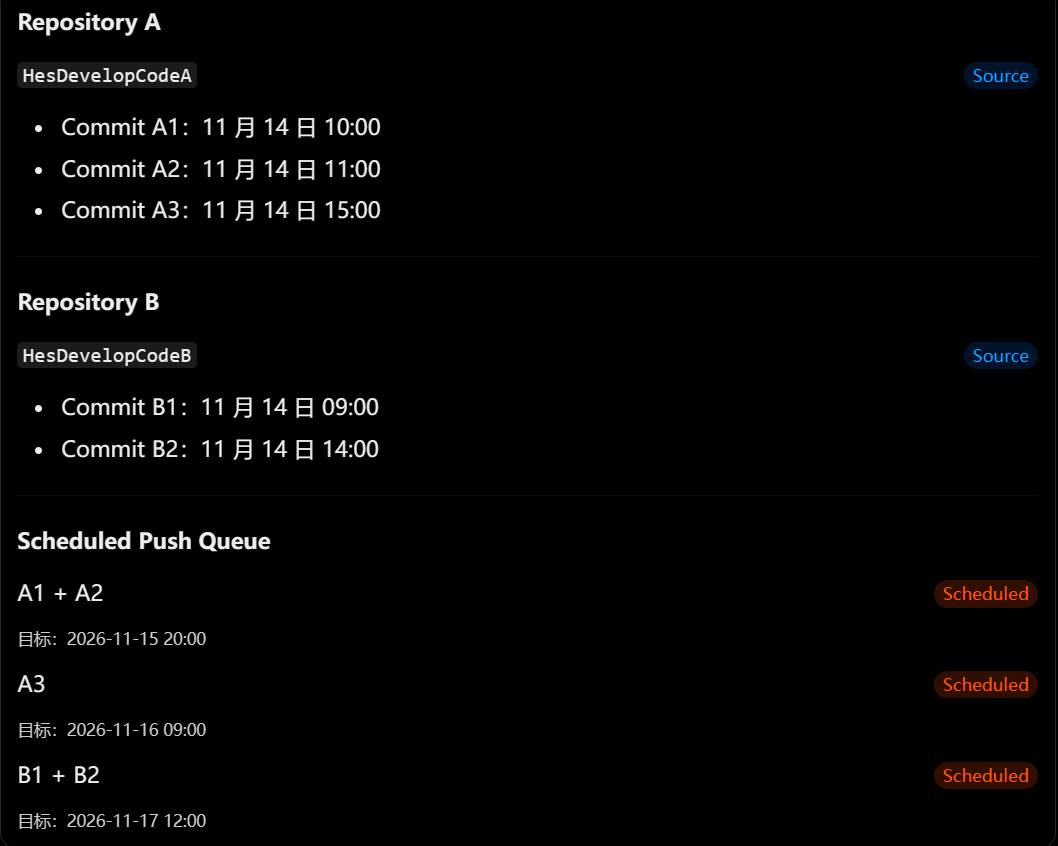 Repository A
HesDevelopCodeA
Source
Commit A1：11 月 14 日 10:00
Commit A2：11 月 14 日 11:00
Commit A3：11 月 14 日 15:00
Repository B
HesDevelopCodeB
Source
Commit B1：11 月 14 日 09:00
Commit B2：11 月 14 日 14:00
Scheduled Push Queue
A1 + A2
Scheduled
目标：2026-11-15 20:00
A3
Scheduled
目标：2026-11-16 09:00
B1 + B2
Scheduled
目标：2026-11-17 12:00